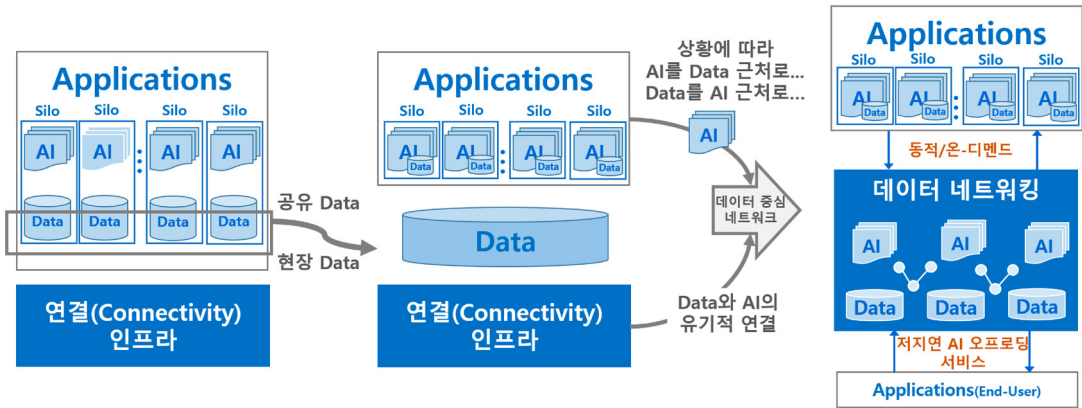 Applications
Silo
Silo
Silo
Silo
AI
AI
:
AI
AI
Data
Data
Data
Data
연결(Connectivity)
인프라
공유 Data
현장 Data
Applications
Silo
Silo
Silo
Silo
AI
Data
AI
Data
:
AI
Data
AI
Data
Data
연결(Connectivity)
인프라
상황에 따라
AI를 Data 근처로...
Data를 AI 근처로...
AI
데이터 중심
네트워크
Data와 AI의
유기적 연결
Applications
Silo
Silo
Silo
Silo
AI
Data
AI
Data
:
AI
Data
AI
Data
동적/온-디멘드
데이터 네트워킹
AI
AI
AI
Data
Data
Data
저지연 AI 오프로딩
서비스
Applications(End-User)